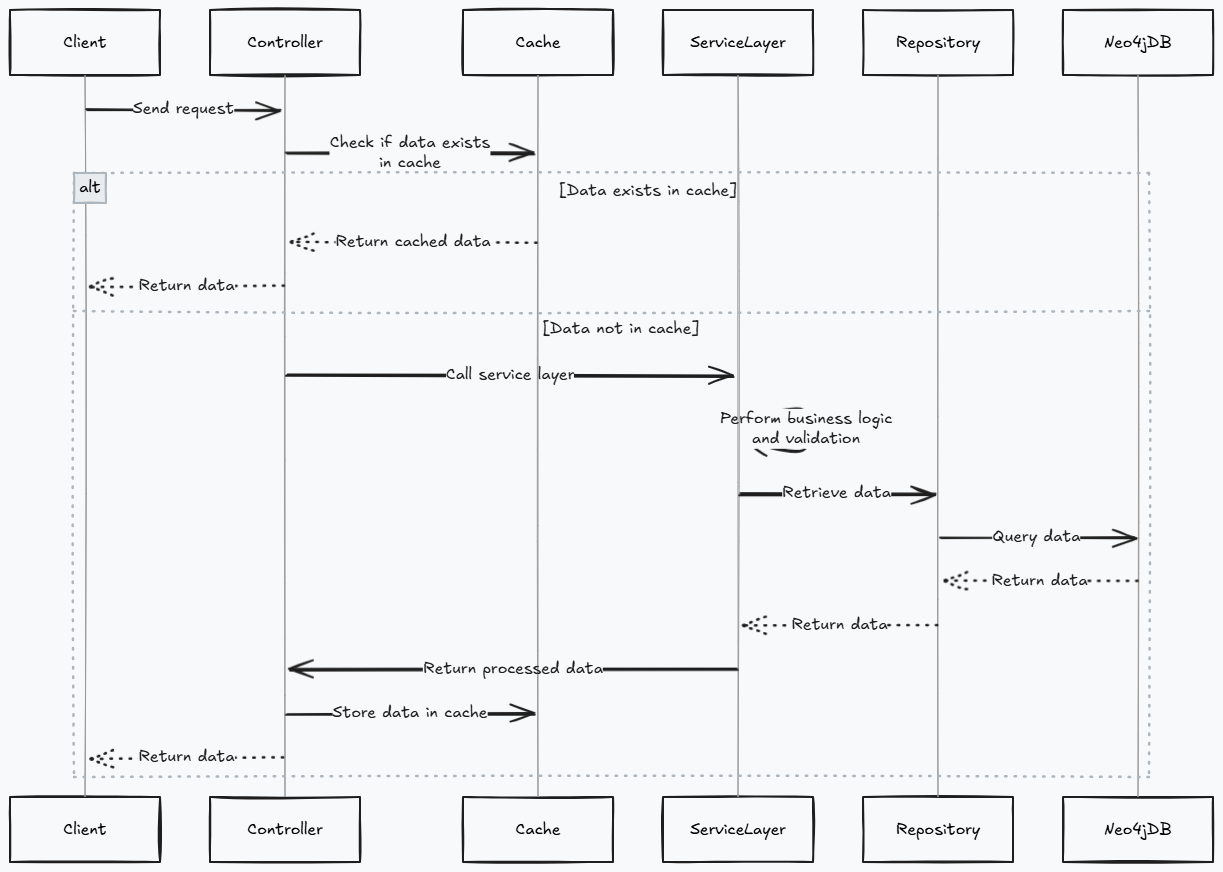 Client
Controller
Cache
ServiceLayer
Repository
Neo4jDB
Send request
Check if data exists
in cache
alt
[Data exists in cache]
Return cached data
Return data
[Data not in cache]
Call service layer
Perform business logic
and validation
Retrieve data
Query data
Return data
Return data
Return processed data
Store data in cache
Return data
Client
Controller
Cache
ServiceLayer
Repository
Neo4jDB